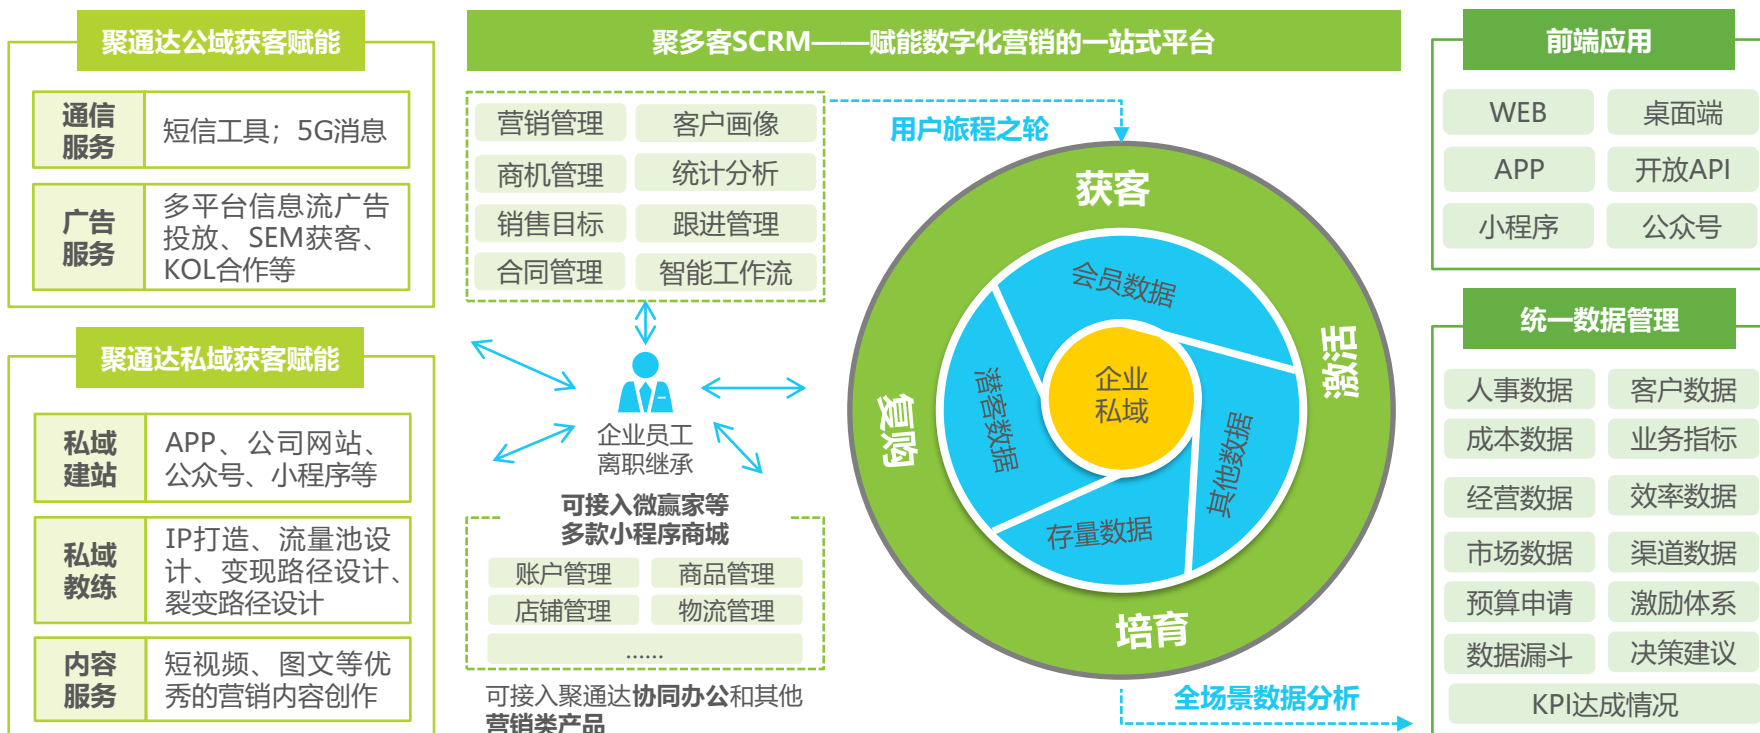 聚通达公域获客赋能
通信
服务
短信工具；5G消息
广告
服务
多平台信息流广告
投放、SEM获客、
KOL合作等
聚通达私域获客赋能
私域
建站
APP、公司网站、
公众号、小程序等
私域
教练
IP打造、流量池设
计、变现路径设计、
裂变路径设计
内容
服务
短视频、图文等优
秀的营销内容创作
聚多客SCRM——赋能数字化营销的一站式平台
营销管理
客户画像
商机管理
统计分析
销售目标
跟进管理
合同管理
智能工作流
企业员工
离职继承
可接入微赢家等
多款小程序商城
账户管理
商品管理
店铺管理
物流管理
......
可接入聚通达协同办公和其他
营销类产品
用户旅程之轮
获客
激活
培育
复购
会员数据
潜客数据
其他数据
存量数据
企业
私域
全场景数据分析
前端应用
WEB
桌面端
APP
开放API
小程序
公众号
统一数据管理
人事数据
客户数据
成本数据
业务指标
经营数据
效率数据
市场数据
渠道数据
预算申请
激励体系
数据漏斗
决策建议
KPI达成情况